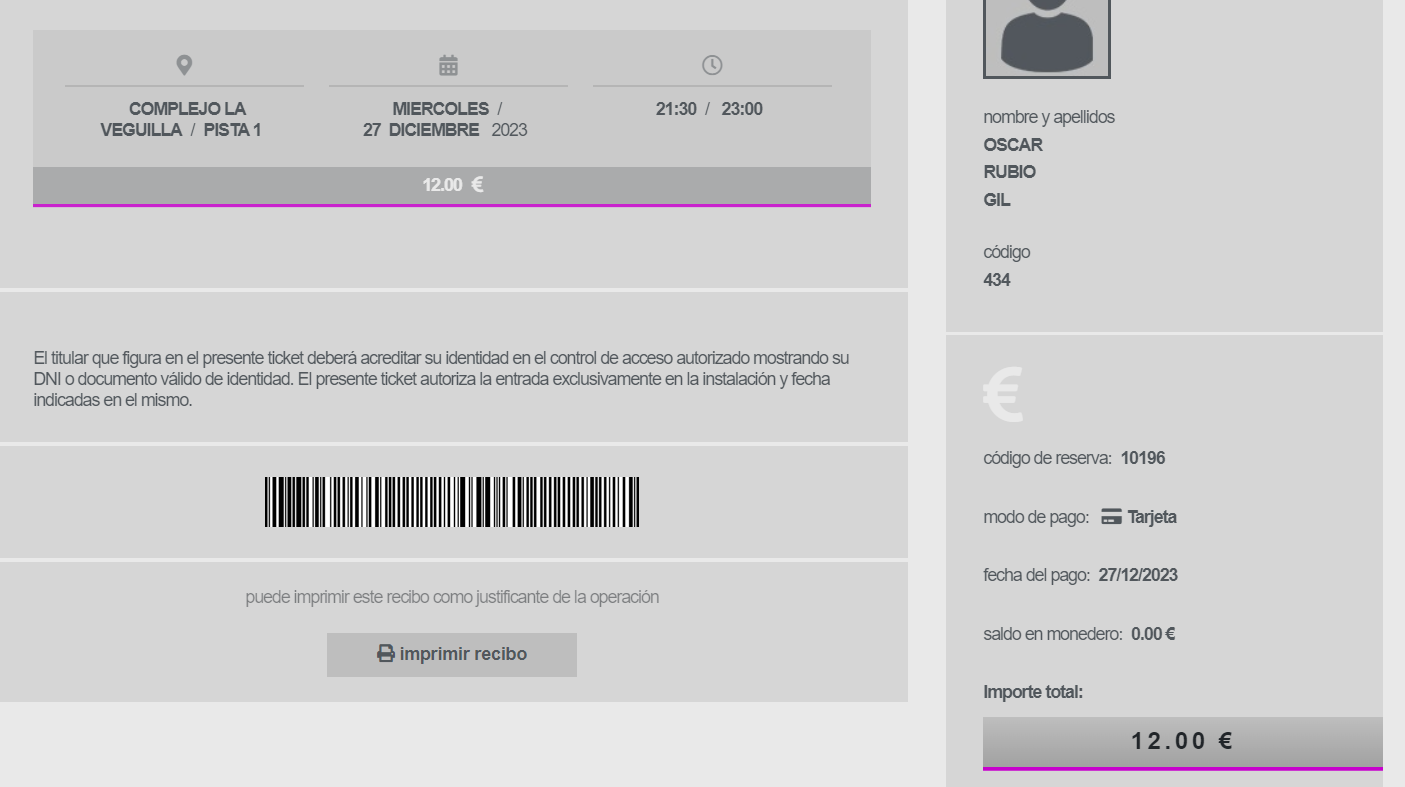 COMPLEJO LA
VEGUILLA / PISTA 1
MIERCOLES /
27 DICIEMBRE 2023
21:30 / 23:00
12.00 €
El titular que figura en el presente ticket deberá acreditar su identidad en el control de acceso autorizado mostrando su
DNI o documento válido de identidad. El presente ticket autoriza la entrada exclusivamente en la instalación y fecha
indicadas en el mismo.
puede imprimir este recibo como justificante de la operación
imprimir recibo
nombre y apellidos
OSCAR
RUBIO
GIL
código
434
€
código de reserva: 10196
modo de pago: Tarjeta
fecha del pago: 27/12/2023
saldo en monedero: 0.00 €
Importe total:
12.00 €